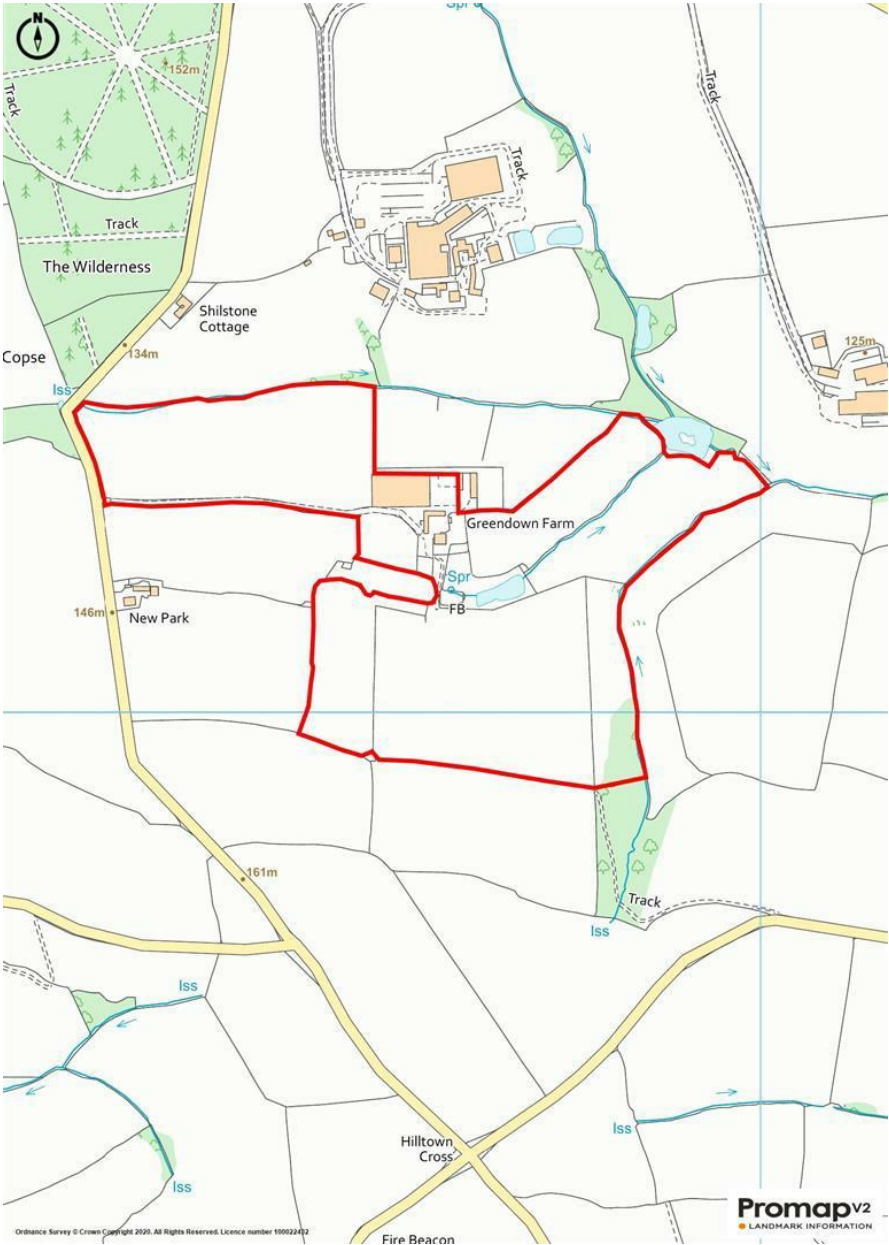 N
Spr
152m
Track
Track
Track
Track
The Wilderness
Shilstone
Cottage
134m
125m
Copse
Iss
Greendown Farm
Spr
FB
146m
New Park
161m
Track
Iss
Iss
Iss
Iss
Hilltown
Cross
Fire Beacon
Promapv2
LANDMARK INFORMATION
Ordnance Survey © Crown Copyright 2020. All Rights Reserved. Licence number 100022432